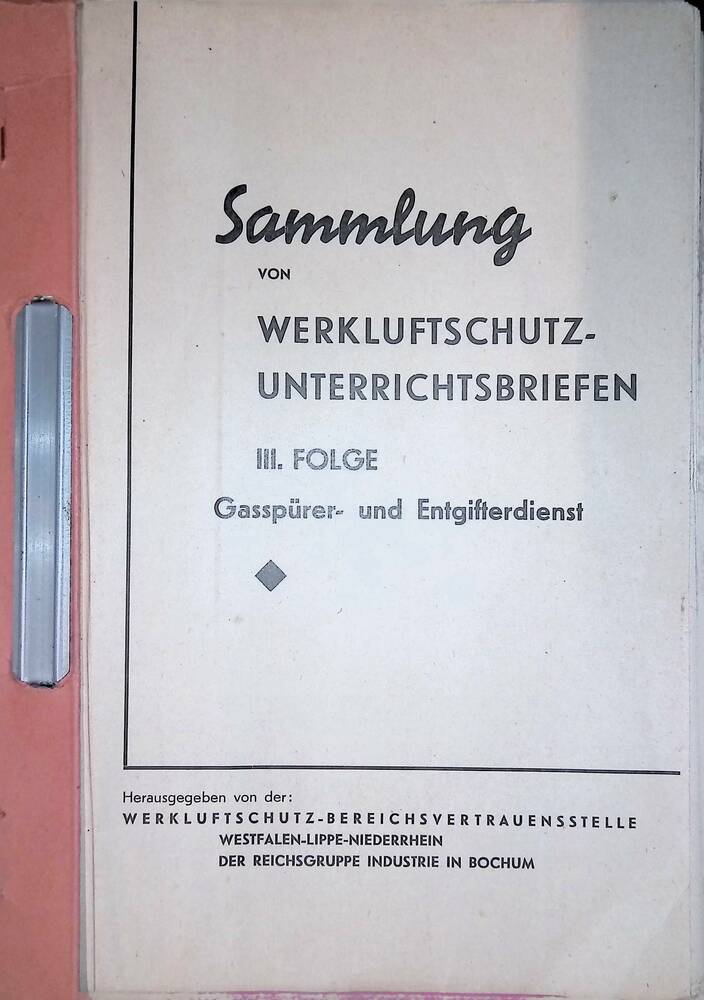 Sammlung
VON
WERKLUFTSCHUTZ-
UNTERRICHTSBRIEFEN
III. FOLGE
Gasspürer- und Entgifterdienst
Herausgegeben von der:
WERKLUFTSCHUTZ-BEREICHSVERTRAUENSSTELLE
WESTFALEN-LIPPE-NIEDERRHEIN
DER REICHSGRUPPE INDUSTRIE IN BOCHUM